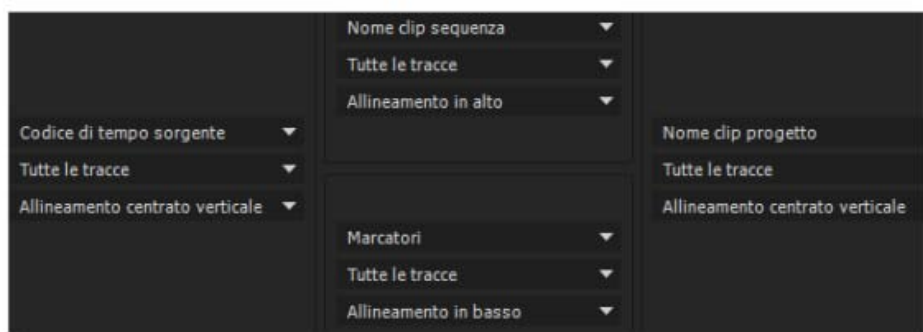 Nome clip sequenza
Tutte le tracce
Allineamento in alto
Codice di tempo sorgente
Tutte le tracce
Allineamento centrato verticale
Nome clip progetto
Tutte le tracce
Allineamento centrato verticale
Marcatori
Tutte le tracce
Allineamento in basso